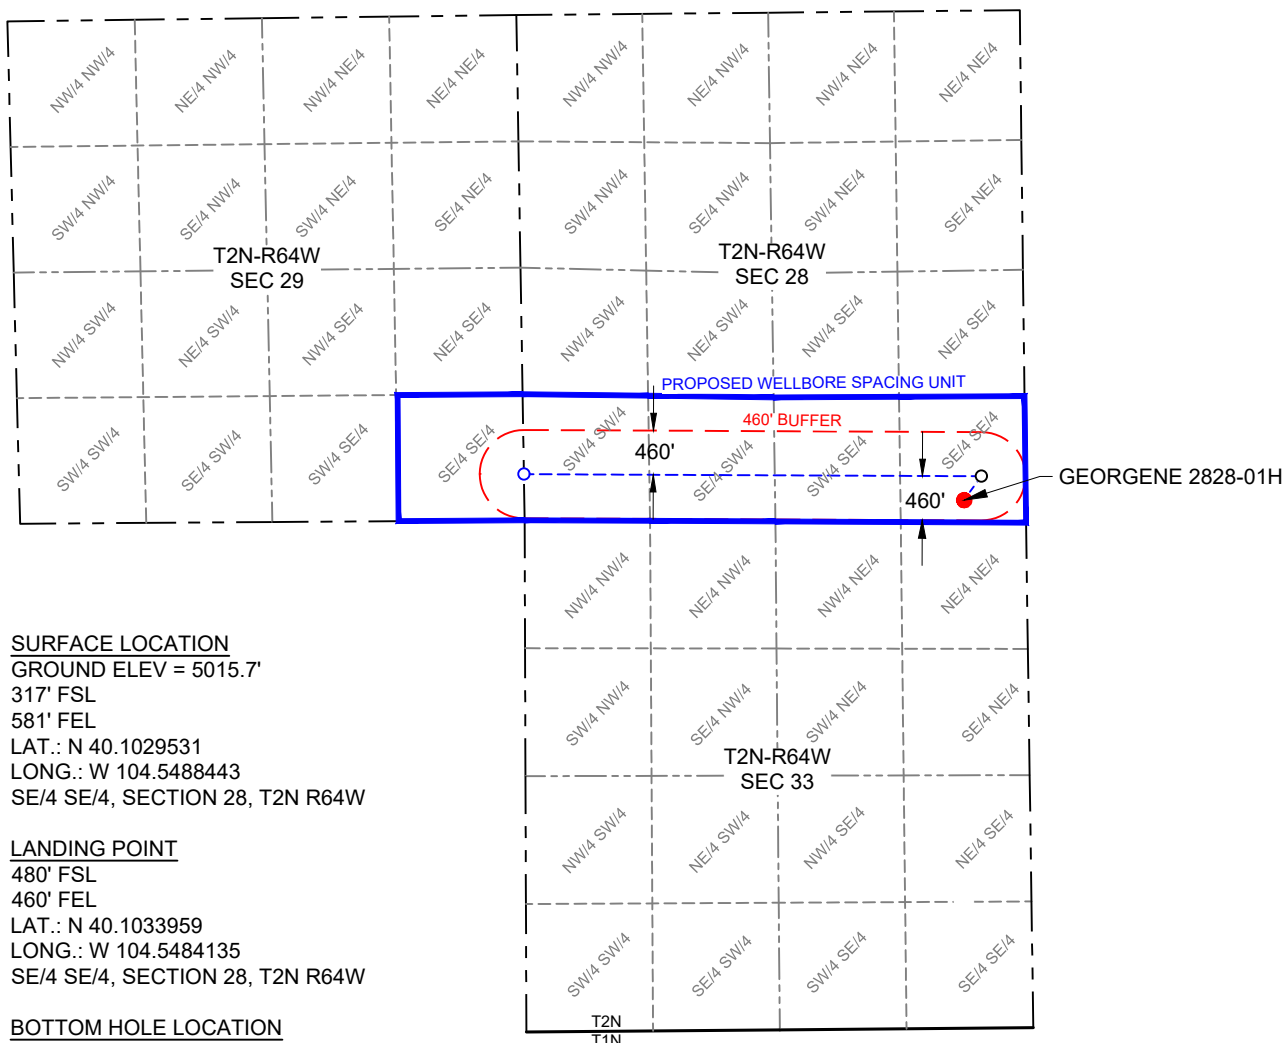 NW/4 NW/4
NE/4 NW/4
NW/4 NE/4
NE/4 NE/4
NW/4 NW/4
NE/4 NW/4
NW/4 NE/4
NE/4 NE/4
SW/4 NW/4
SE/4 NW/4
SW/4 NE/4
SE/4 NE/4
SW/4 NW/4
SE/4 NW/4
SW/4 NE/4
SE/4 NE/4
T2N-R64W
SEC 29
T2N-R64W
SEC 28
NW/4 SW/4
NE/4 SW/4
NW/4 SE/4
NE/4 SE/4
NW/4 SW/4
NE/4 SW/4
NW/4 SE/4
NE/4 SE/4
PROPOSED WELLBORE SPACING UNIT
460' BUFFER
SW/4 SW/4
SE/4 SW/4
SW/4 SE/4
SE/4 SE/4
SW/4 SW/4
460'
SE/4 SW/4
SW/4 SE/4
SE/4 SE/4
460'
GEORGENE 2828-01H
NW/4 NW/4
NE/4 NW/4
NW/4 NE/4
NE/4 NE/4
SW/4 NW/4
SE/4 NW/4
SW/4 NE/4
SE/4 NE/4
T2N-R64W
SEC 33
NW/4 SW/4
NE/4 SW/4
NW/4 SE/4
NE/4 SE/4
SW/4 SW/4
SE/4 SW/4
SW/4 SE/4
SE/4 SE/4
T2N
T1N
SURFACE LOCATION
GROUND ELEV = 5015.7'
317' FSL
581' FEL
LAT.: N 40.1029531
LONG.: W 104.5488443
SE/4 SE/4, SECTION 28, T2N R64W
LANDING POINT
480' FSL
460' FEL
LAT.: N 40.1033959
LONG.: W 104.5484135
SE/4 SE/4, SECTION 28, T2N R64W
BOTTOM HOLE LOCATION